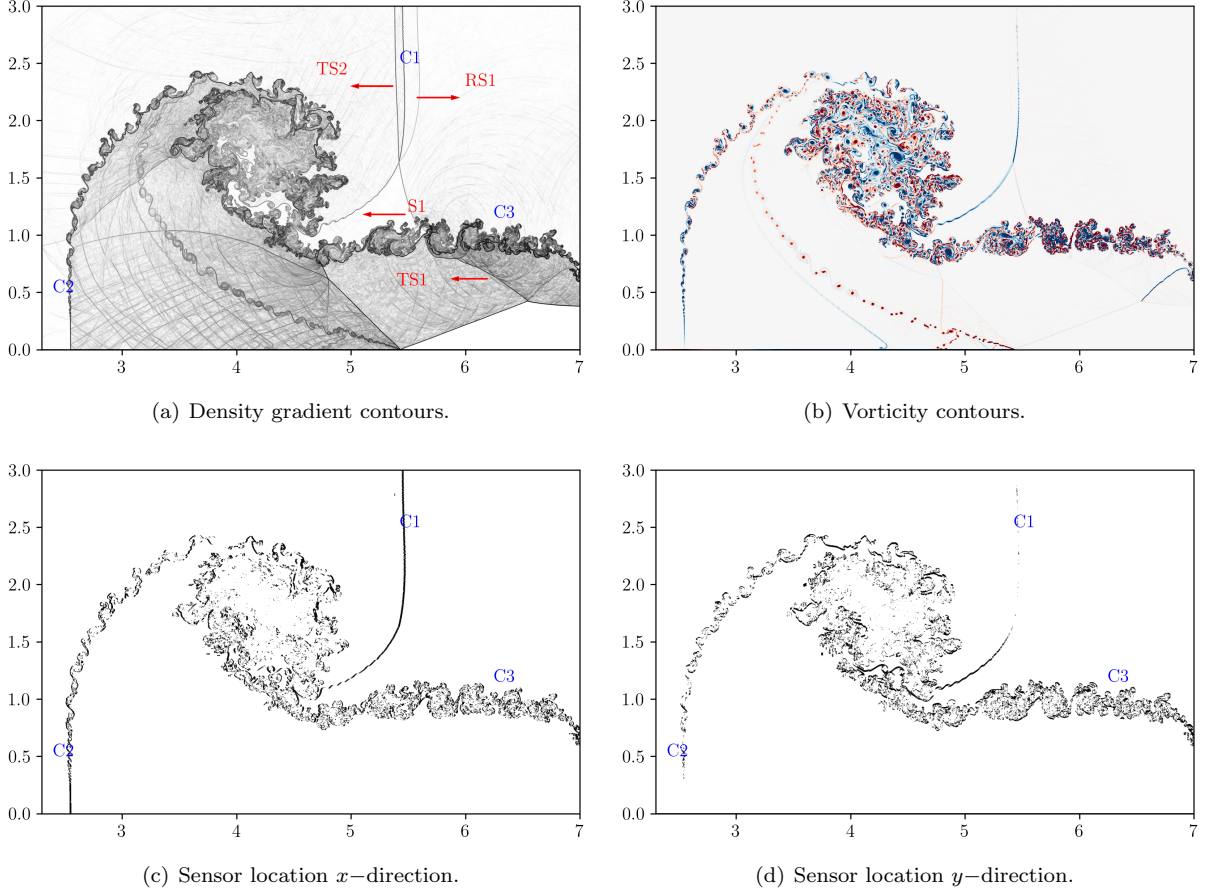 3.0
2.5
2.0
1.5
1.0
0.5
0.0
3 4 5 6 7
TS2
C1
RS1
S1
C3
TS1
C2
(a) Density gradient contours.
3.0
2.5
2.0
1.5
1.0
0.5
0.0
3 4 5 6 7
(b) Vorticity contours.
3.0
2.5
2.0
1.5
1.0
0.5
0.0
3 4 5 6 7
C1
C3
C2
(c) Sensor location x−direction.
3.0
2.5
2.0
1.5
1.0
0.5
0.0
3 4 5 6 7
C1
C3
C2
(d) Sensor location y−direction.